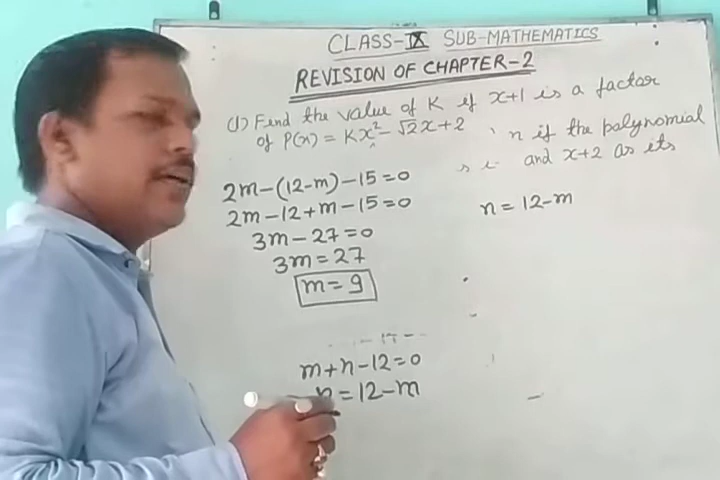 CLASS-IX SUB-MATHEMATICS
REVISION OF CHAPTER-2
(1) Find the value of K if x+1 is a factor
of P(x) = Kx² - √2x+2
n if the polynomial
and x+2 as its
2m-(12-m)-15=0
2m-12+m-15=0
3m-27=0
3m=27
m=9
n=12-m
m+n-12=0
n=12-m